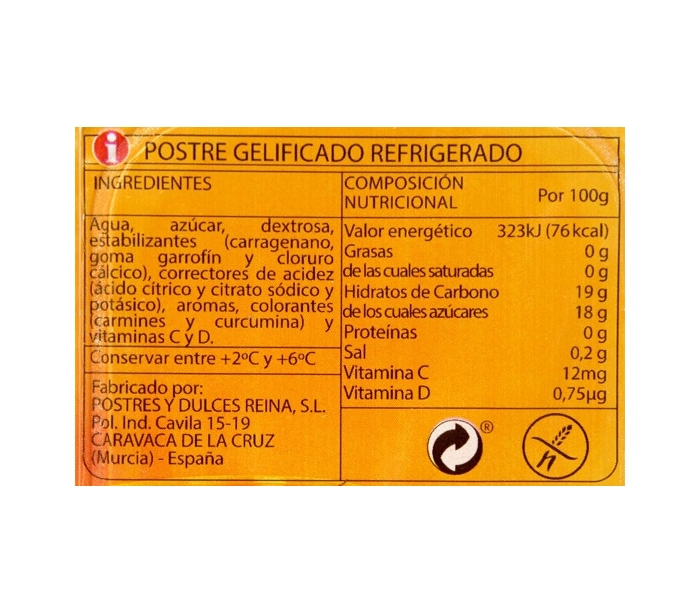 i POSTRE GELIFICADO REFRIGERADO
INGREDIENTES
Agua, azúcar, dextrosa,
estabilizantes (carragenano,
goma garrofín y cloruro
cálcico), correctores de acidez
(ácido cítrico y citrato sódico y
potásico), aromas, colorantes
(carmines y curcumina) y
vitaminas C y D.
Conservar entre +2ºC y +6ºC
Fabricado por:
POSTRES Y DULCES REINA, S.L.
Pol. Ind. Cavila 15-19
CARAVACA DE LA CRUZ
(Murcia) - España
COMPOSICIÓN
NUTRICIONAL Por 100g
Valor energético 323kJ (76 kcal)
Grasas 0 g
de las cuales saturadas 0 g
Hidratos de Carbono 19 g
de los cuales azúcares 18 g
Proteínas 0 g
Sal 0,2 g
Vitamina C 12mg
Vitamina D 0,75µg
®